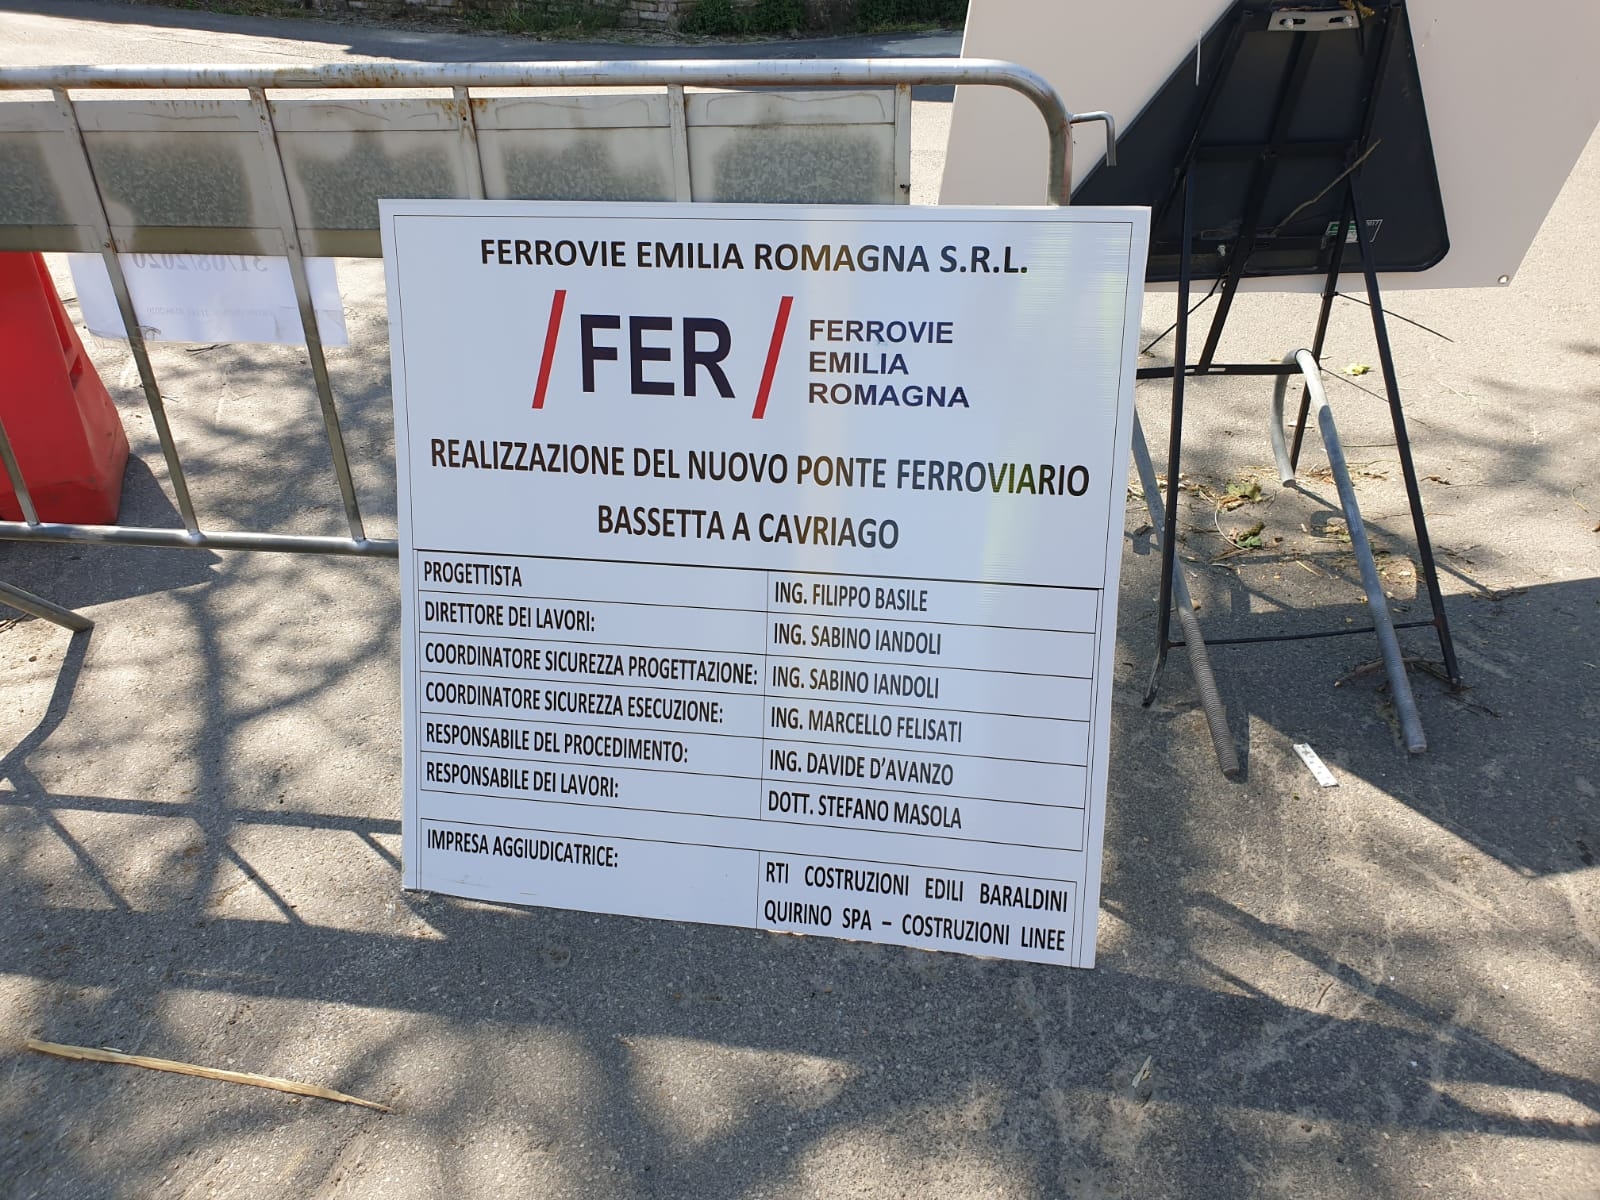 FERROVIE EMILIA ROMAGNA S.R.L.
/FER/
FERROVIE
EMILIA
ROMAGNA
REALIZZAZIONE DEL NUOVO PONTE FERROVIARIO
BASSETTA A CAVRIAGO
PROGETTISTA ING. FILIPPO BASILE
DIRETTORE DEI LAVORI: ING. SABINO IANDOLI
COORDINATORE SICUREZZA PROGETTAZIONE: ING. SABINO IANDOLI
COORDINATORE SICUREZZA ESECUZIONE: ING. MARCELLO FELISATI
RESPONSABILE DEL PROCEDIMENTO: ING. DAVIDE D'AVANZO
RESPONSABILE DEI LAVORI: DOTT. STEFANO MASOLA
IMPRESA AGGIUDICATRICE: RTI COSTRUZIONI EDILI BARALDINI
QUIRINO SPA – COSTRUZIONI LINEE
31/08/2020